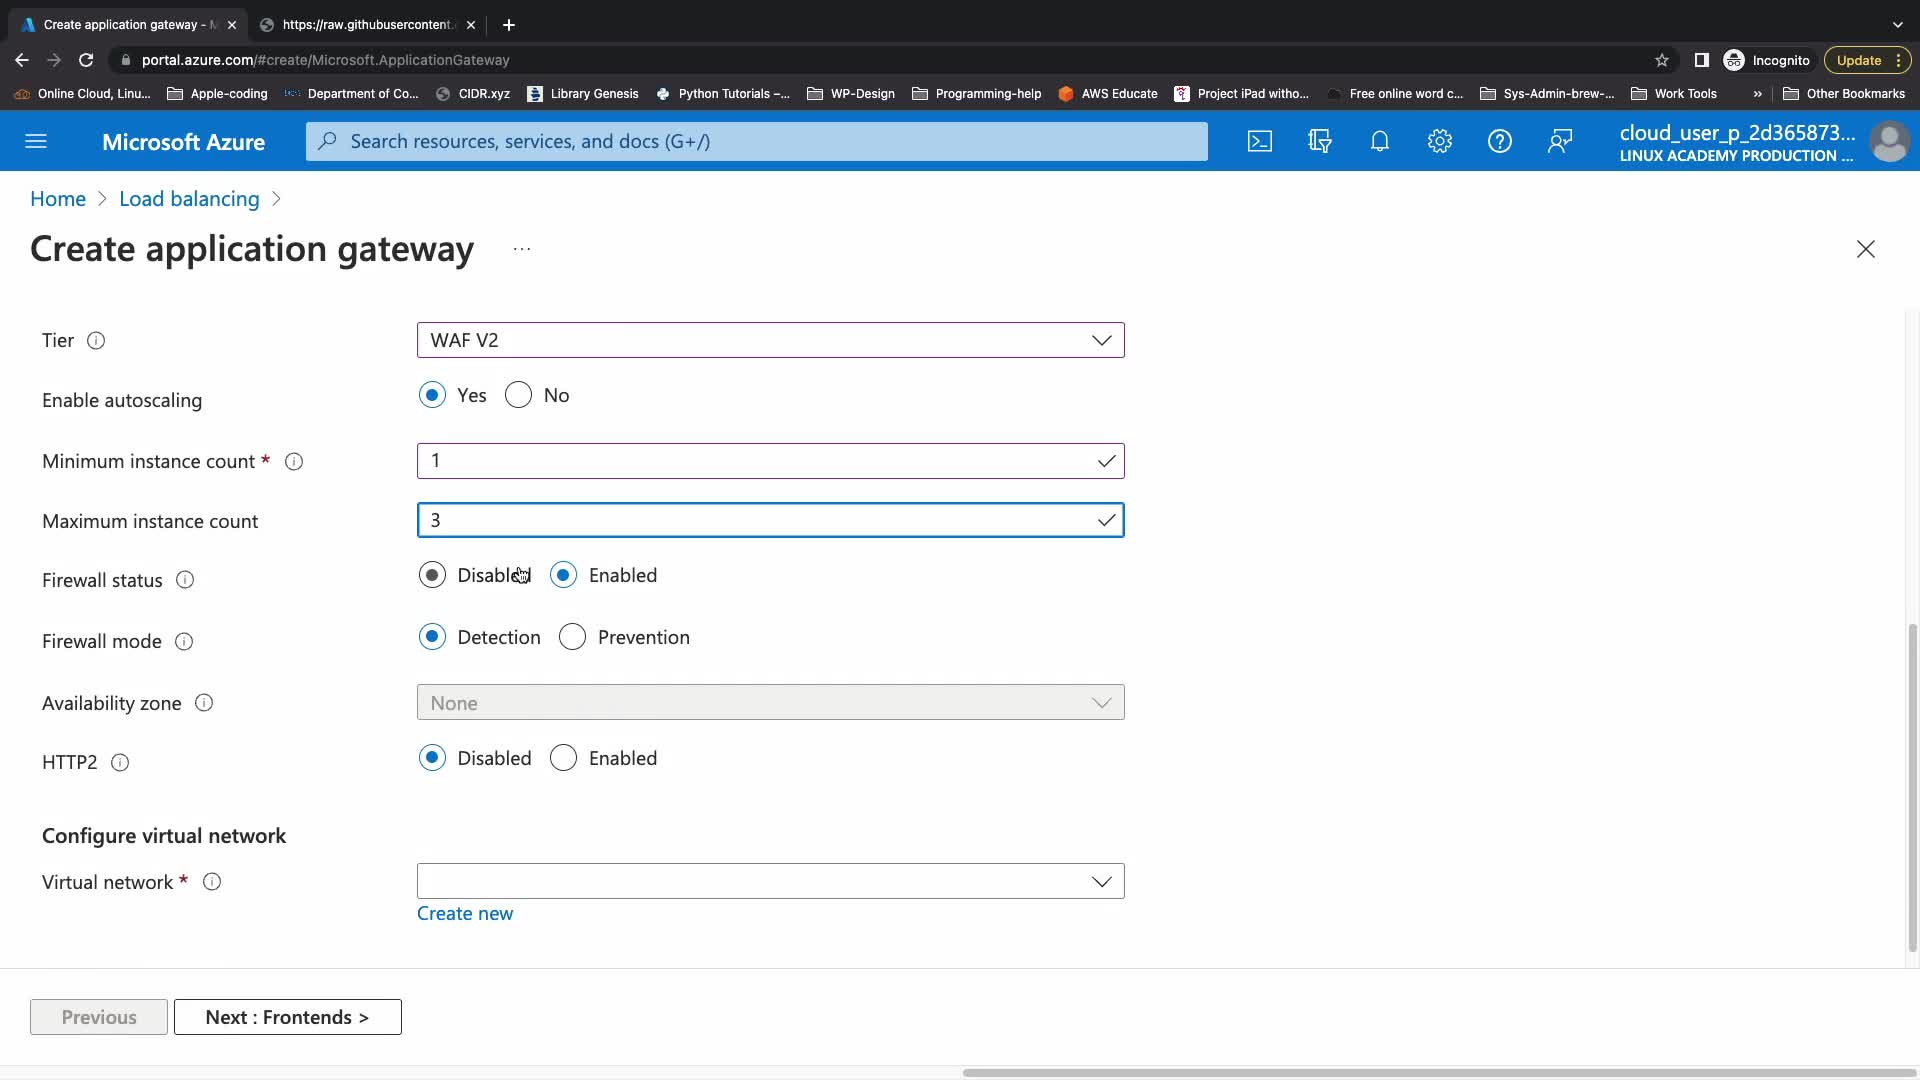 Create application gateway - M
https://raw.githubusercontent.
portal.azure.com/#create/Microsoft.ApplicationGateway
Incognito
Update
Online Cloud, Linu...
Apple-coding
Department of Co...
CIDR.xyz
Library Genesis
Python Tutorials –...
WP-Design
Programming-help
AWS Educate
Project iPad witho...
Free online word c...
Sys-Admin-brew-...
Work Tools
»
Other Bookmarks
Microsoft Azure
Search resources, services, and docs (G+/)
cloud_user_p_2d365873...
LINUX ACADEMY PRODUCTION ...
Home > Load balancing >
Create application gateway ...
Tier
WAF V2
Enable autoscaling
Yes No
Minimum instance count *
1
Maximum instance count
3
Firewall status
Disabled Enabled
Firewall mode
Detection Prevention
Availability zone
None
HTTP2
Disabled Enabled
Configure virtual network
Virtual network *
Create new
Previous
Next : Frontends >